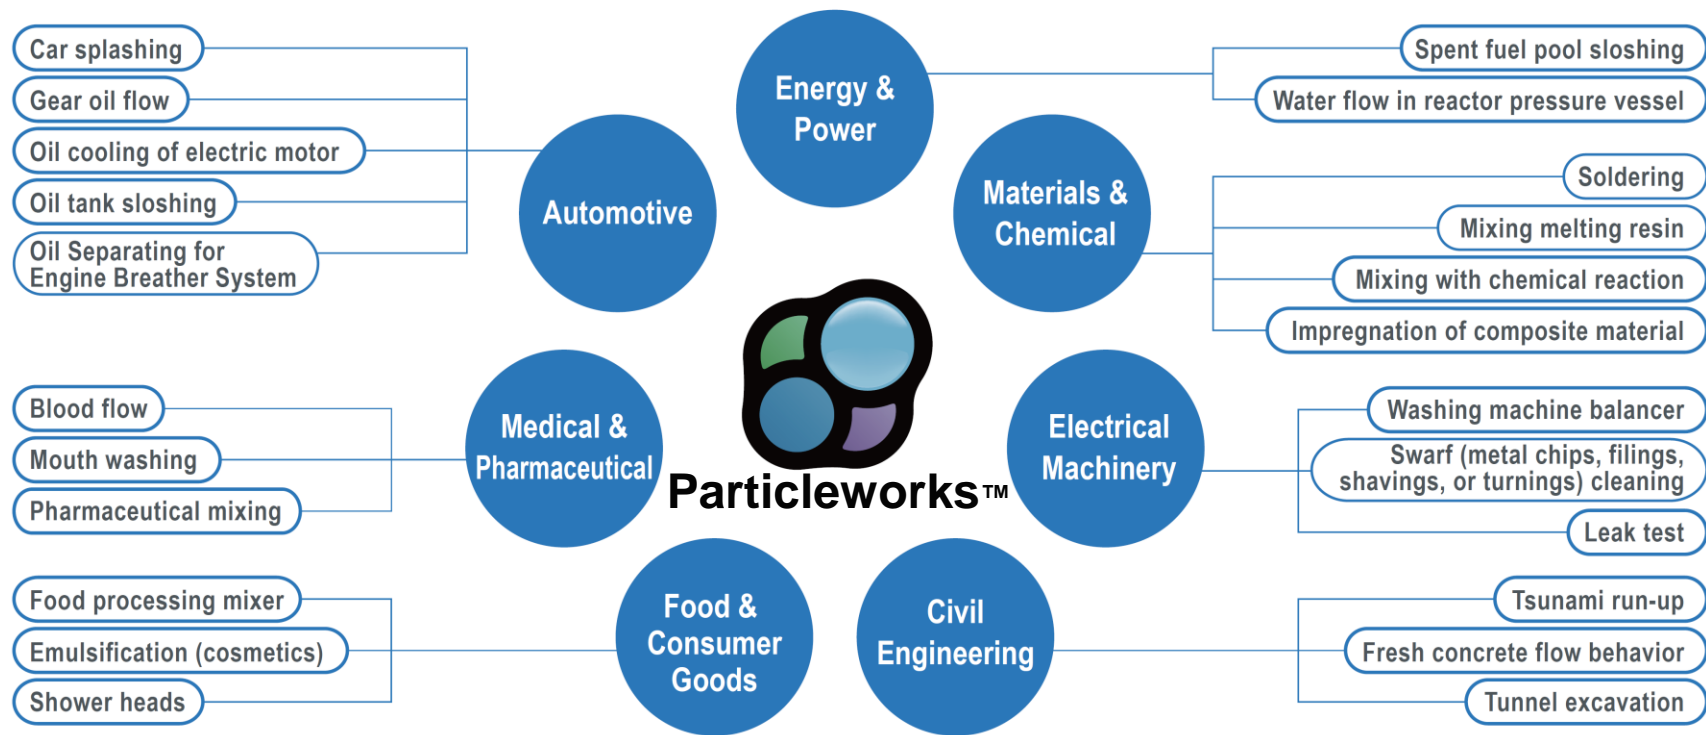 Car splashing
Gear oil flow
Oil cooling of electric motor
Oil tank sloshing
Oil Separating for
Engine Breather System
Automotive
Energy &
Power
Spent fuel pool sloshing
Water flow in reactor pressure vessel
Materials &
Chemical
Soldering
Mixing melting resin
Mixing with chemical reaction
Impregnation of composite material
Blood flow
Mouth washing
Pharmaceutical mixing
Medical &
Pharmaceutical
Particleworks™
Electrical
Machinery
Washing machine balancer
Swarf (metal chips, filings,
shavings, or turnings) cleaning
Leak test
Food processing mixer
Emulsification (cosmetics)
Shower heads
Food &
Consumer
Goods
Civil
Engineering
Tsunami run-up
Fresh concrete flow behavior
Tunnel excavation